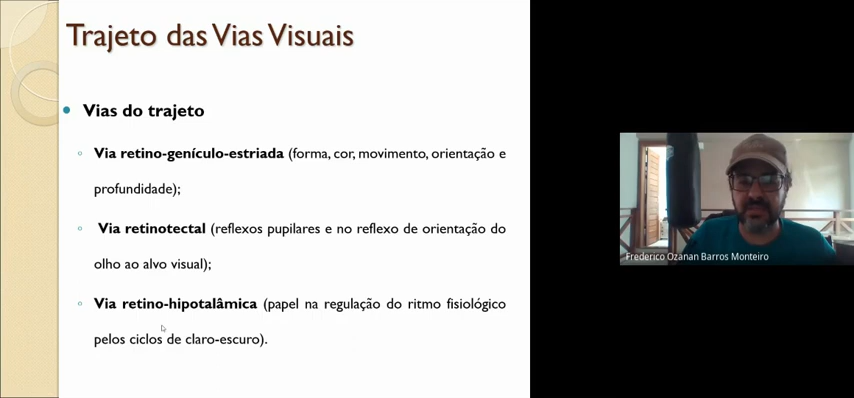 Trajeto das Vias Visuais
Vias do trajeto
Via retino-genículo-estriada (forma, cor, movimento, orientação e
profundidade);
Via retinotectal (reflexos pupilares e no reflexo de orientação do
olho ao alvo visual);
Via retino-hipotalâmica (papel na regulação do ritmo fisiológico
pelos ciclos de claro-escuro).
Frederico Ozanan Barros Monteiro